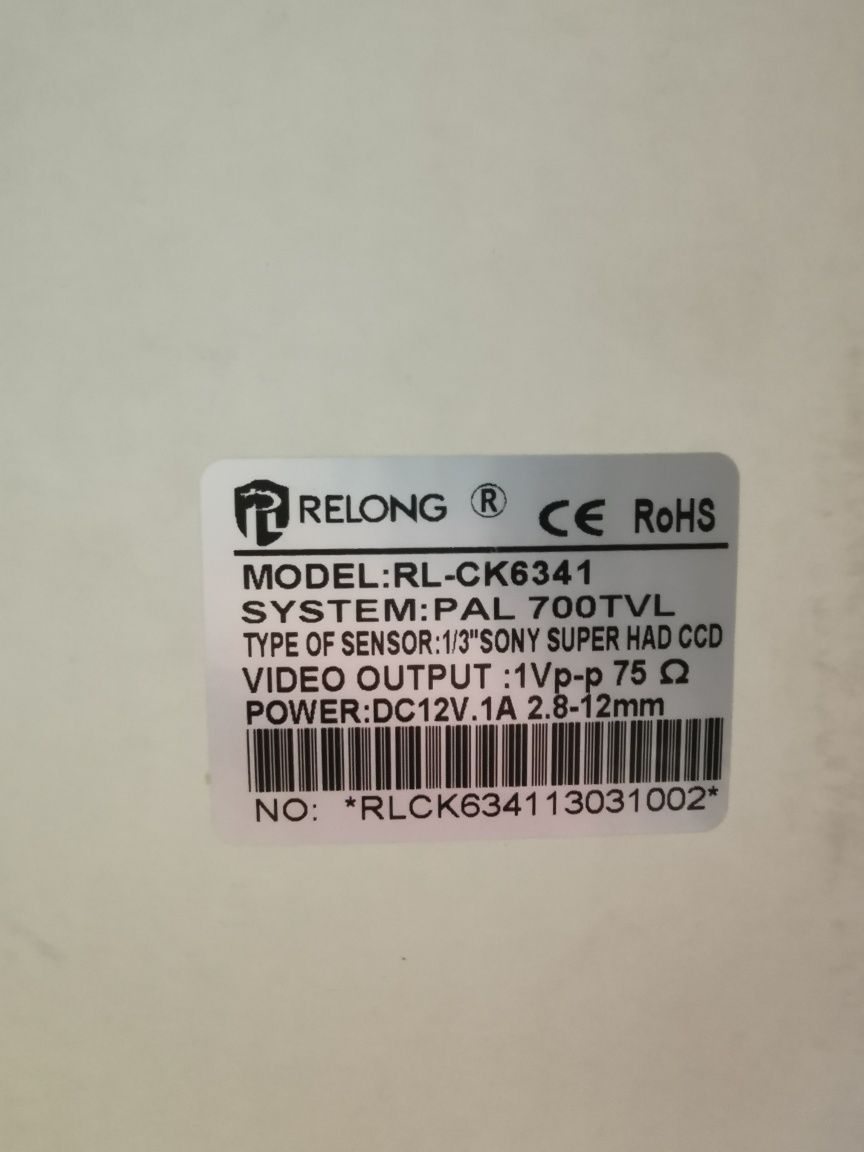 RELONG ® CE RoHS
MODEL:RL-CK6341
SYSTEM:PAL 700TVL
TYPE OF SENSOR:1/3"SONY SUPER HAD CCD
VIDEO OUTPUT :1Vp-p 75 Ω
POWER:DC12V.1A 2.8-12mm
NO: *RLCK634113031002*